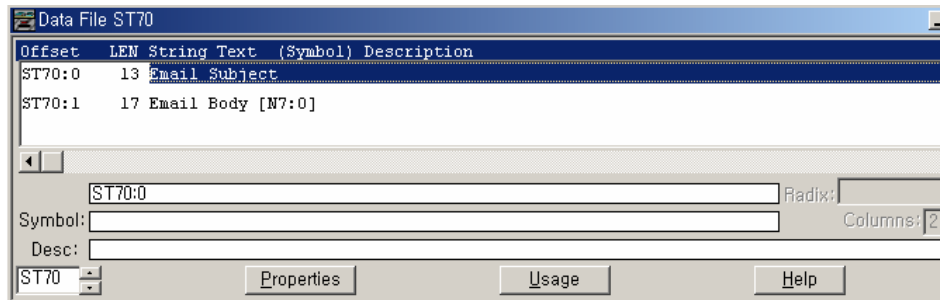 Data File ST70
Offset LEN String Text (Symbol) Description
ST70:0 13 Email Subject
ST70:1 17 Email Body [N7:0]
ST70:0 Radix:
Symbol: Columns: 2
Desc:
ST70 Properties Usage Help